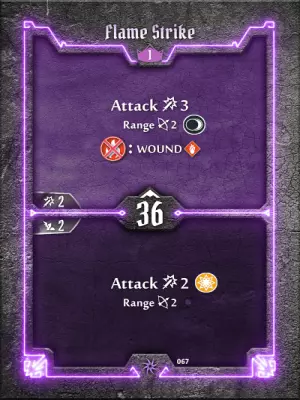 Flame Strike
1
Attack 3
Range 2
: WOUND
2
36
2
Attack 2
Range 2
067